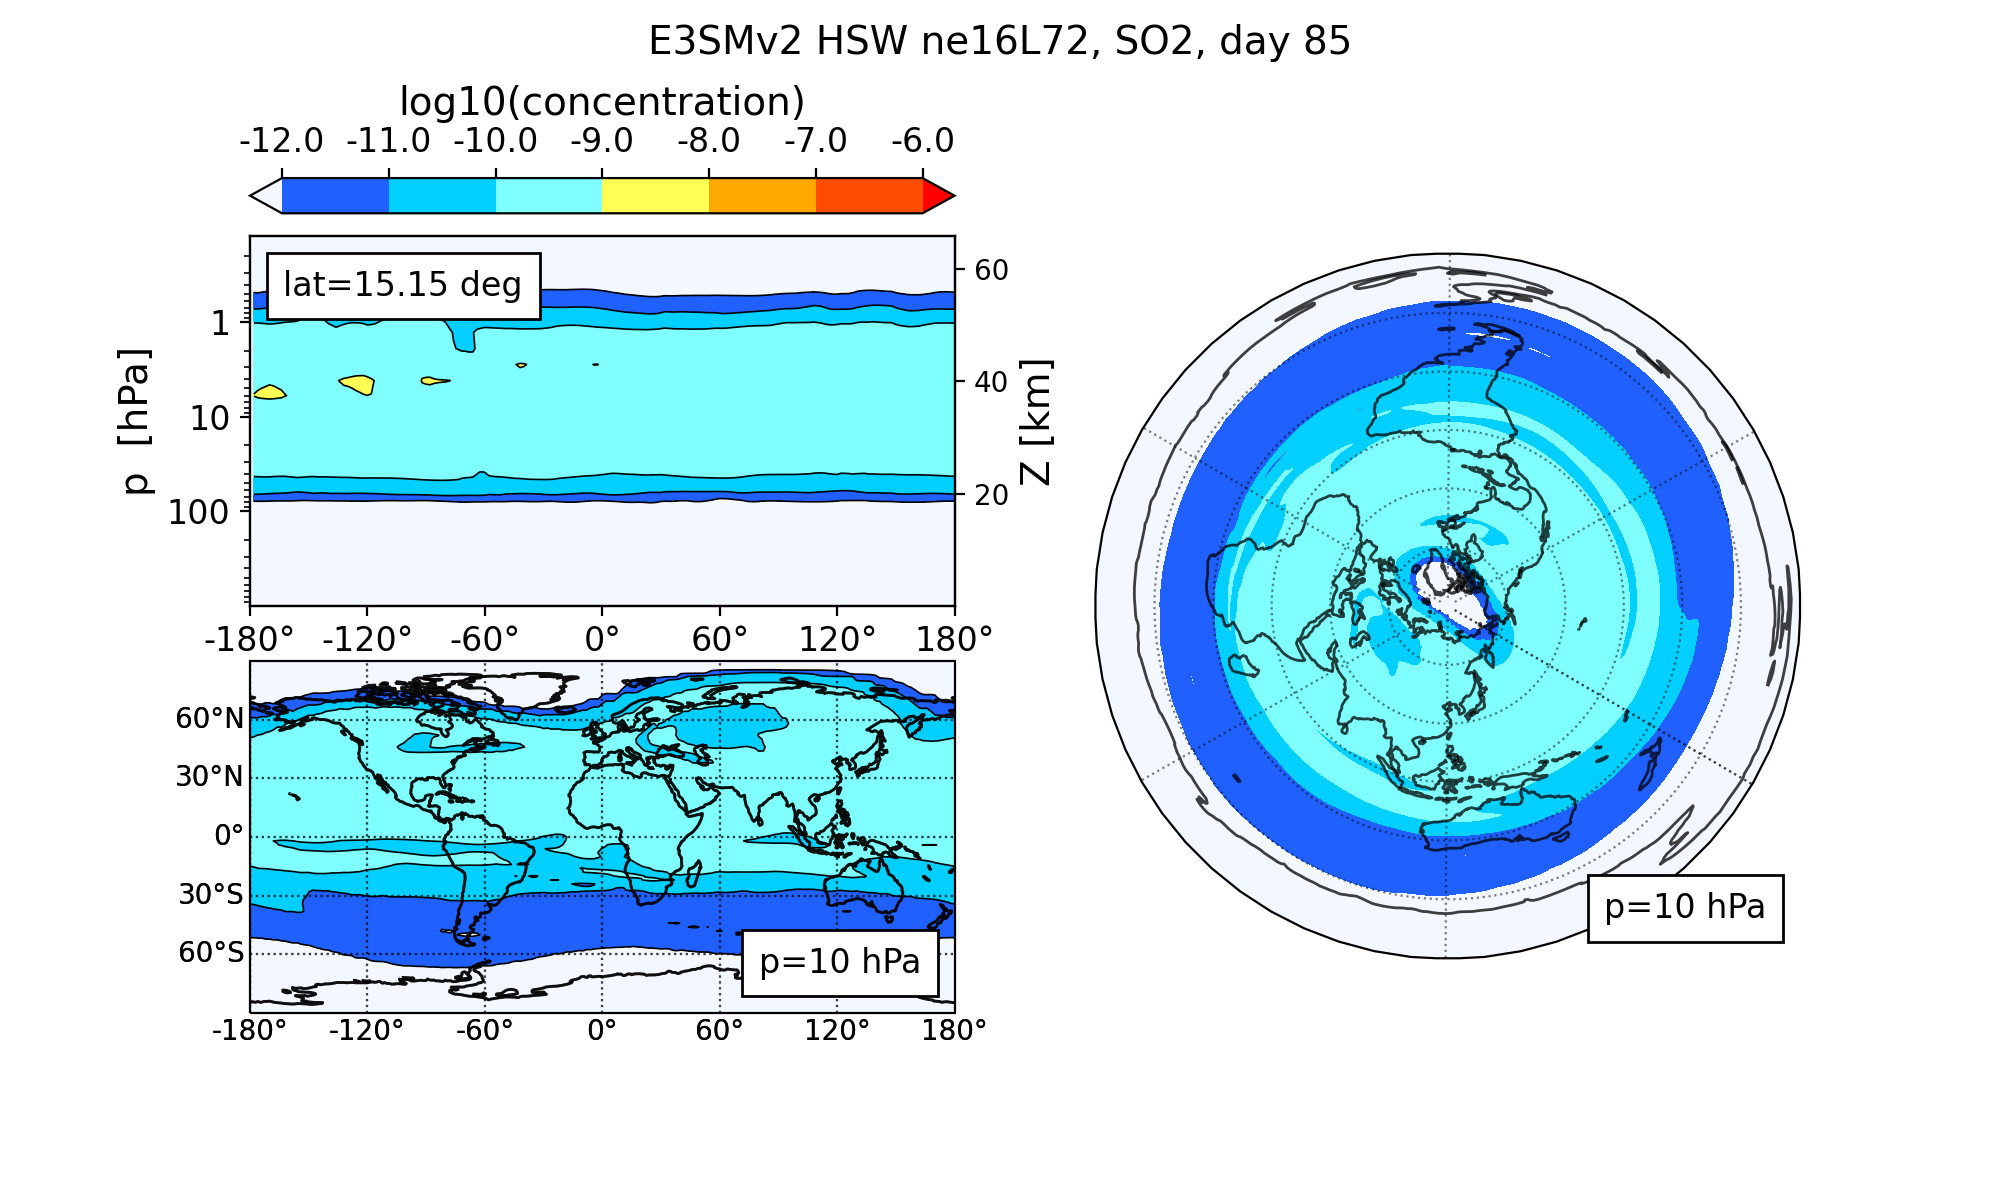 E3SMv2 HSW ne16L72, SO2, day 85
log10(concentration)
-12.0 -11.0 -10.0 -9.0 -8.0 -7.0 -6.0
lat=15.15 deg
p [hPa]
1
10
100
Z [km]
60
40
20
-180° -120° -60° 0° 60° 120° 180°
60°N
30°N
0°
30°S
60°S
p=10 hPa
-180° -120° -60° 0° 60° 120° 180°
p=10 hPa